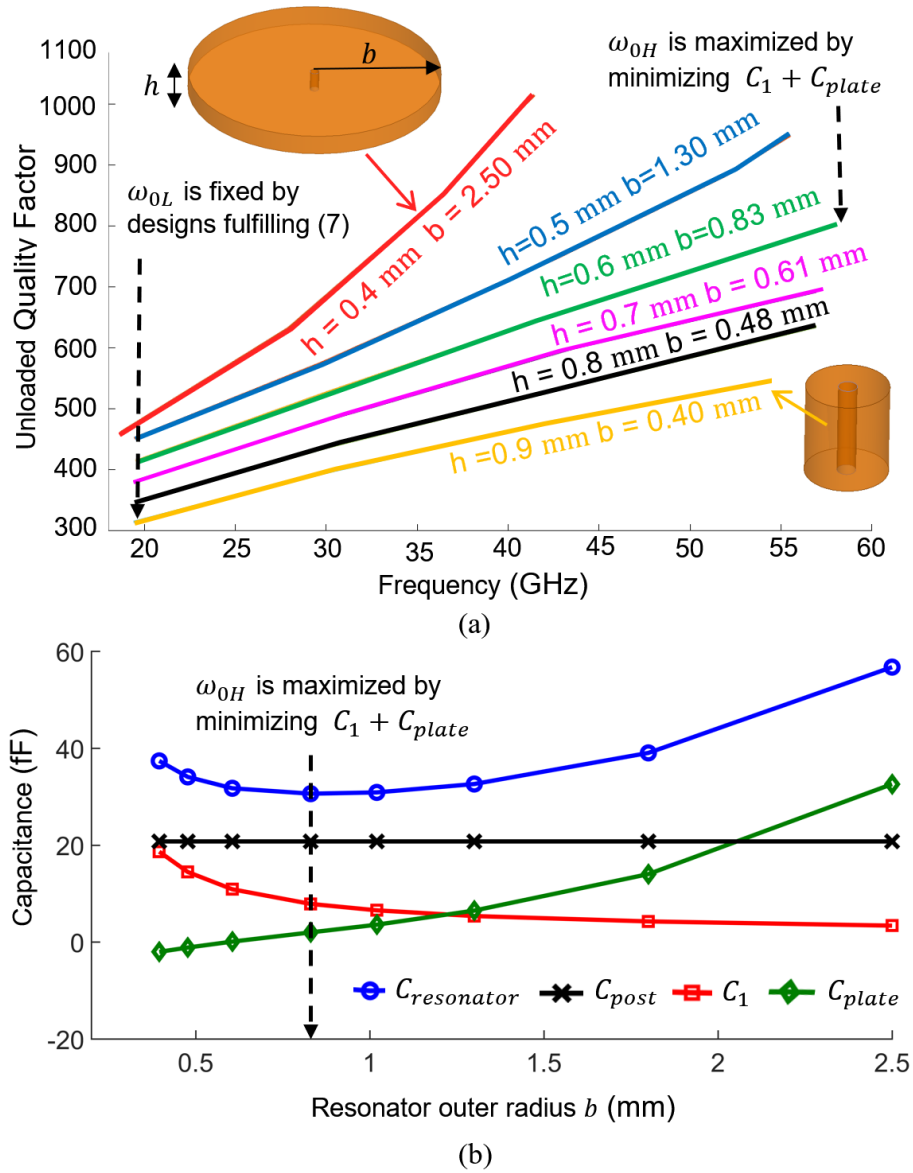 1100
1000
900
800
700
600
500
400
300
Unloaded Quality Factor
h
b
ω₀H is maximized by
minimizing C₁ + Cplate
ω₀L is fixed by
designs fulfilling (7)
h = 0.4 mm b = 2.50 mm
h=0.5 mm b=1.30 mm
h=0.6 mm b=0.83 mm
h = 0.7 mm b = 0.61 mm
h = 0.8 mm b = 0.48 mm
h =0.9 mm b = 0.40 mm
20 25 30 35 40 45 50 55 60
Frequency (GHz)
(a)
60
40
20
0
-20
Capacitance (fF)
ω₀H is maximized by
minimizing C₁ + Cplate
Cresonator Cpost C₁ Cplate
0.5 1 1.5 2 2.5
Resonator outer radius b (mm)
(b)